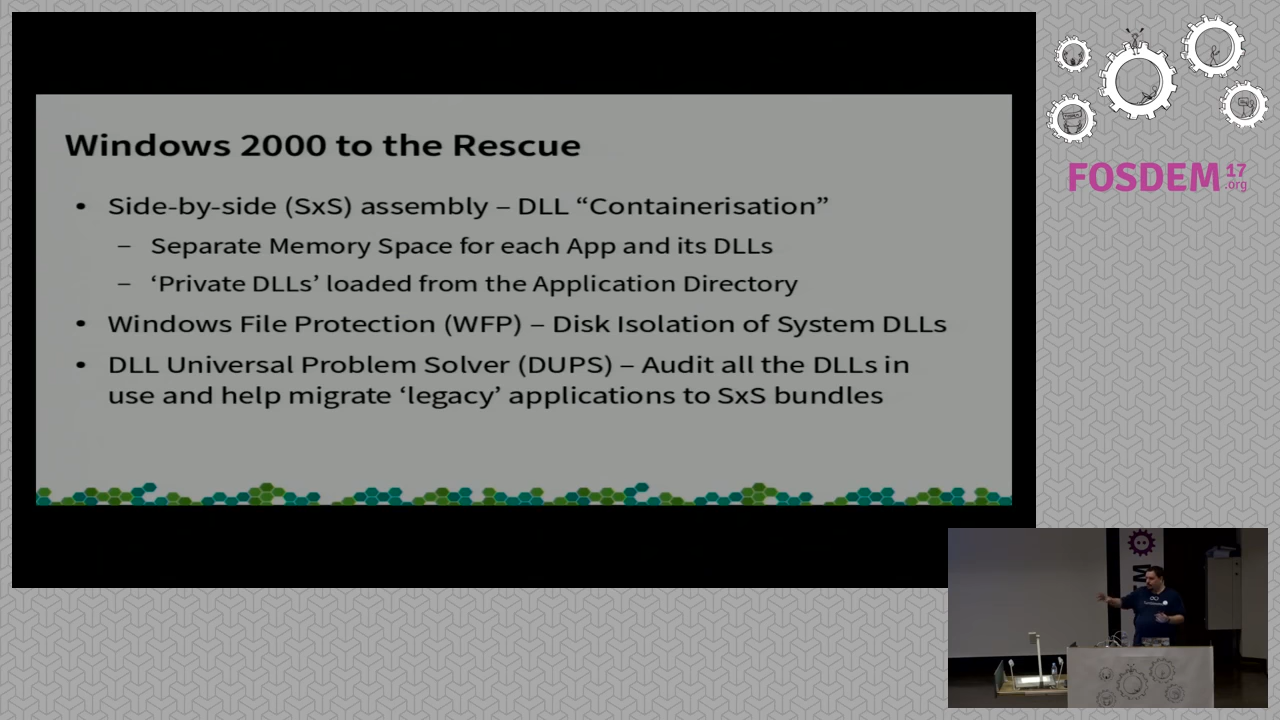 Windows 2000 to the Rescue
• Side-by-side (SxS) assembly – DLL “Containerisation”
– Separate Memory Space for each App and its DLLs
– ‘Private DLLs’ loaded from the Application Directory
• Windows File Protection (WFP) – Disk Isolation of System DLLs
• DLL Universal Problem Solver (DUPS) – Audit all the DLLs in
use and help migrate ‘legacy’ applications to SxS bundles
FOSDEM 17
.org